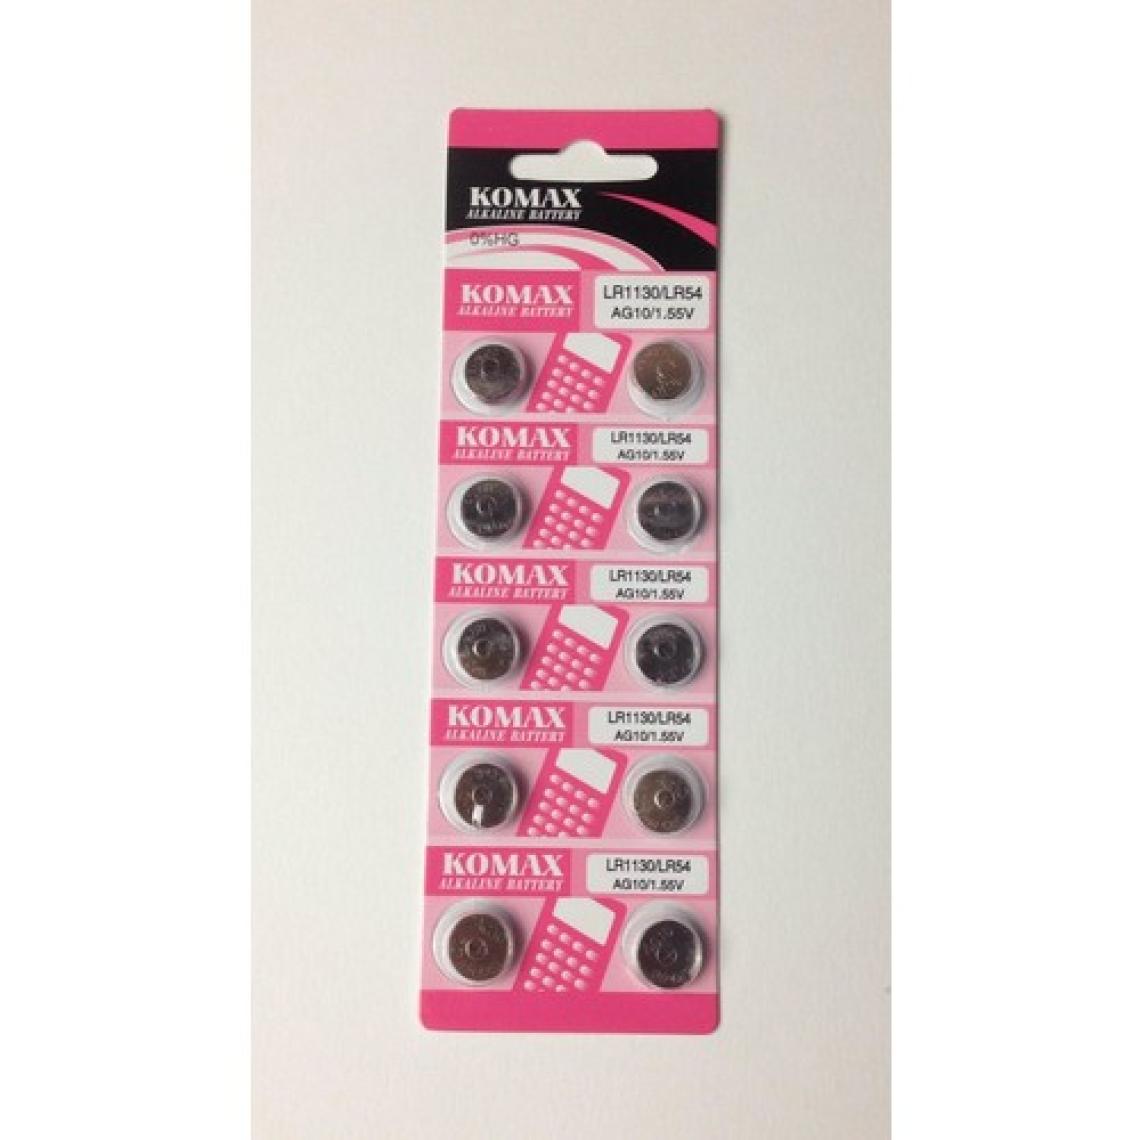 KOMAX
ALKALINE BATTERY
0%HG
KOMAX
ALKALINE BATTERY
LR1130/LR54
AG10/1.55V
KOMAX
ALKALINE BATTERY
LR1130/LR54
AG10/1.55V
KOMAX
ALKALINE BATTERY
LR1130/LR54
AG10/1.55V
KOMAX
ALKALINE BATTERY
LR1130/LR54
AG10/1.55V
KOMAX
ALKALINE BATTERY
LR1130/LR54
AG10/1.55V